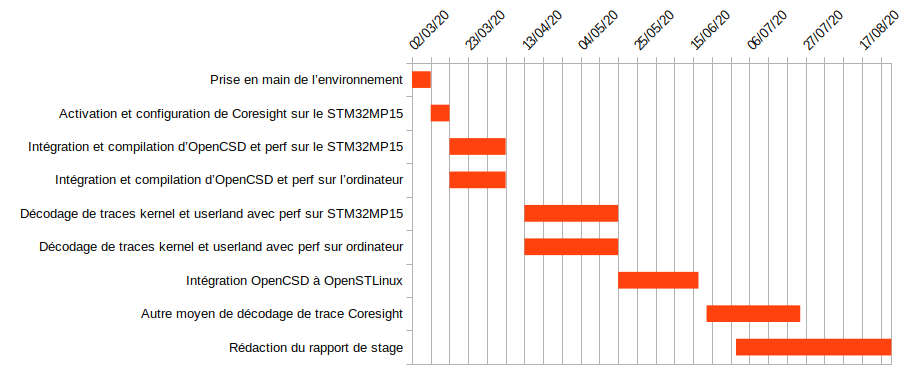 02/03/20
23/03/20
13/04/20
04/05/20
25/05/20
15/06/20
06/07/20
27/07/20
17/08/20
Prise en main de l’environnement
Activation et configuration de Coresight sur le STM32MP15
Intégration et compilation d’OpenCSD et perf sur le STM32MP15
Intégration et compilation d’OpenCSD et perf sur l’ordinateur
Décodage de traces kernel et userland avec perf sur STM32MP15
Décodage de traces kernel et userland avec perf sur ordinateur
Intégration OpenCSD à OpenSTLinux
Autre moyen de décodage de trace Coresight
Rédaction du rapport de stage